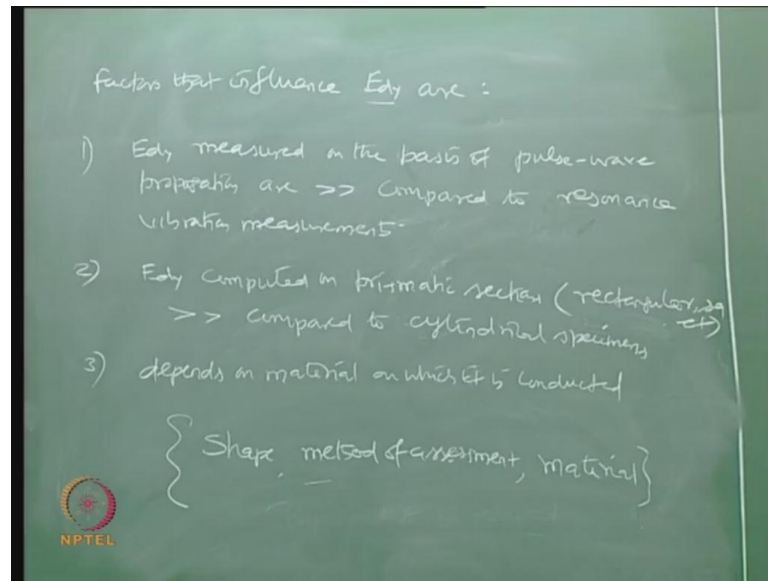 factors that influence Edy are :
1) Edy measured on the basis of pulse-wave
propagation are >> compared to resonance
vibration measurements.
2) Edy computed on prismatic section (rectangular, sq
etc)
>> compared to cylindrical specimens
3) depends on material on which it is conducted
{ Shape, method of assessment, material }
NPTEL